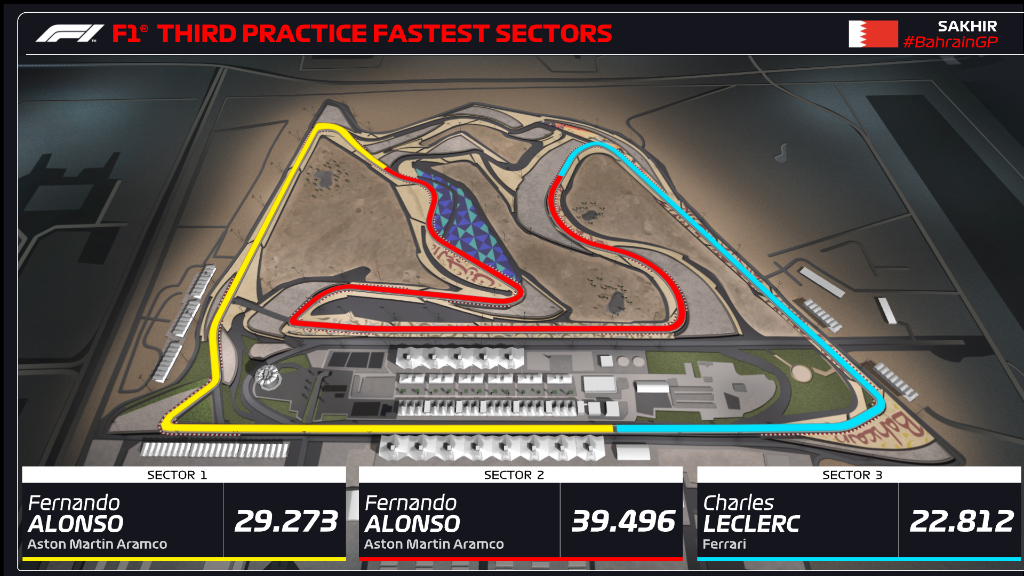 F1® THIRD PRACTICE FASTEST SECTORS
SAKHIR
#BahrainGP
SECTOR 1
Fernando
ALONSO
Aston Martin Aramco
29.273
SECTOR 2
Fernando
ALONSO
Aston Martin Aramco
39.496
SECTOR 3
Charles
LECLERC
Ferrari
22.812